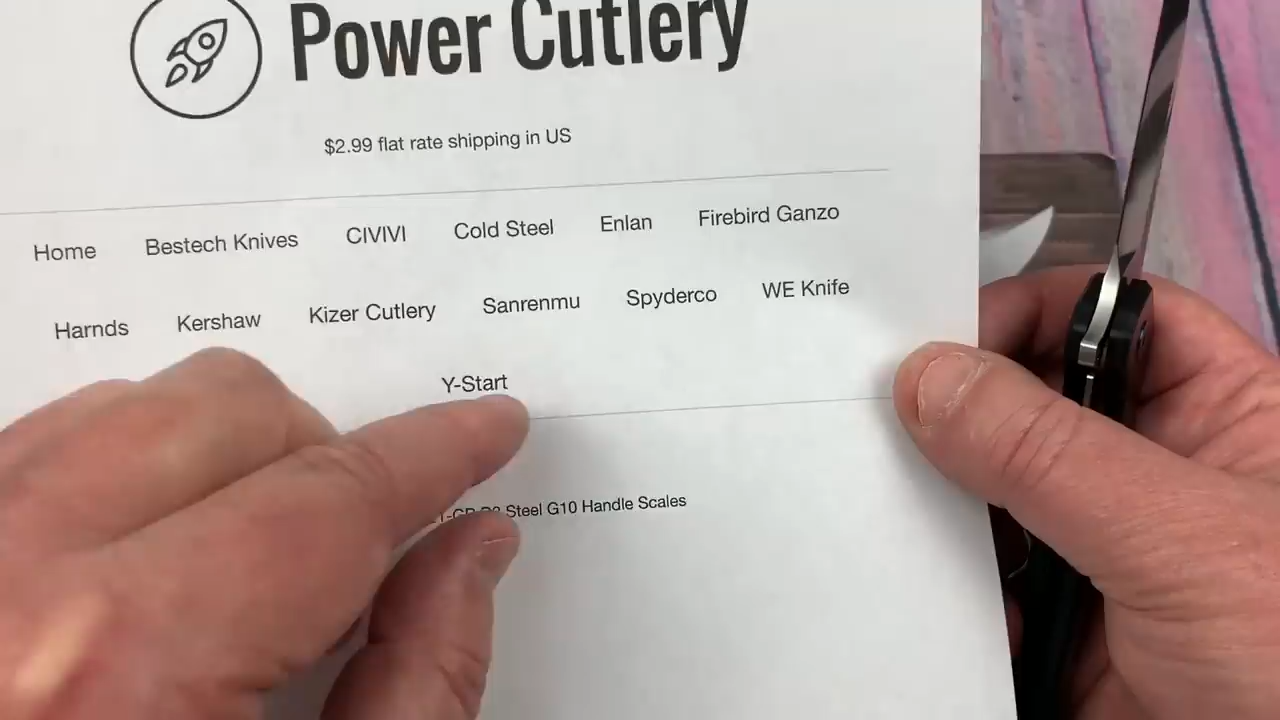 Power Cutlery
$2.99 flat rate shipping in US
Home Bestech Knives CIVIVI Cold Steel Enlan Firebird Ganzo
Harnds Kershaw Kizer Cutlery Sanrenmu Spyderco WE Knife
Y-Start
Steel G10 Handle Scales